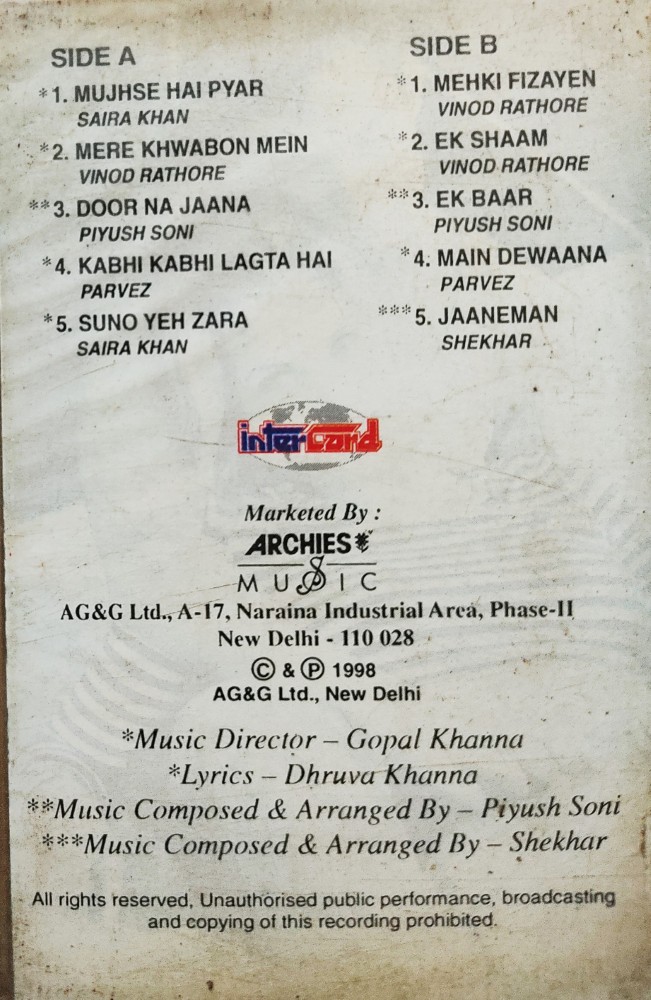 SIDE A
*1. MUJHSE HAI PYAR
SAIRA KHAN
*2. MERE KHWABON MEIN
VINOD RATHORE
**3. DOOR NA JAANA
PIYUSH SONI
*4. KABHI KABHI LAGTA HAI
PARVEZ
*5. SUNO YEH ZARA
SAIRA KHAN
SIDE B
*1. MEHKI FIZAYEN
VINOD RATHORE
*2. EK SHAAM
VINOD RATHORE
**3. EK BAAR
PIYUSH SONI
*4. MAIN DEWAANA
PARVEZ
***5. JAANEMAN
SHEKHAR
interCard
Marketed By :
ARCHIES
MUSIC
AG&G Ltd., A-17, Naraina Industrial Area, Phase-II
New Delhi - 110 028
© & ℗ 1998
AG&G Ltd., New Delhi
*Music Director – Gopal Khanna
*Lyrics – Dhruva Khanna
**Music Composed & Arranged By – Piyush Soni
***Music Composed & Arranged By – Shekhar
All rights reserved, Unauthorised public performance, broadcasting
and copying of this recording prohibited.